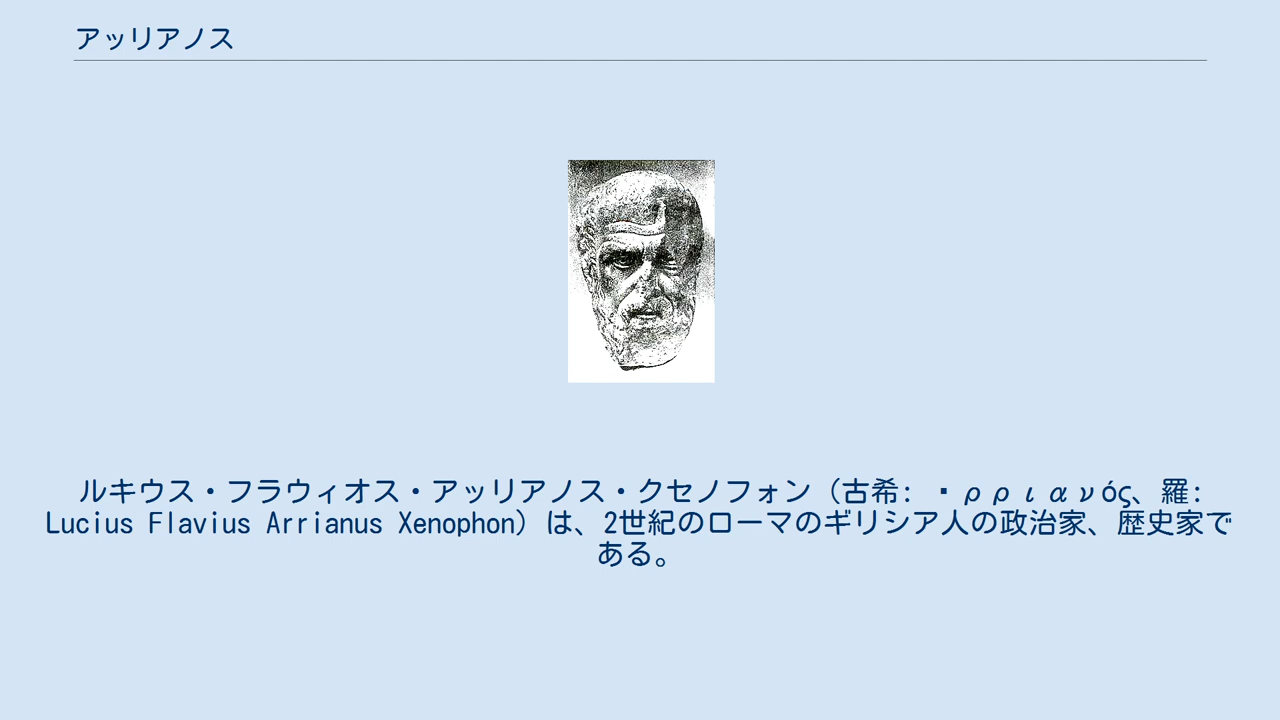 アッリアノス
ルキウス・フラウィオス・アッリアノス・クセノフォン（古希: ▪ρριανός、羅:
Lucius Flavius Arrianus Xenophon）は、2世紀のローマのギリシア人の政治家、歴史家で
ある。